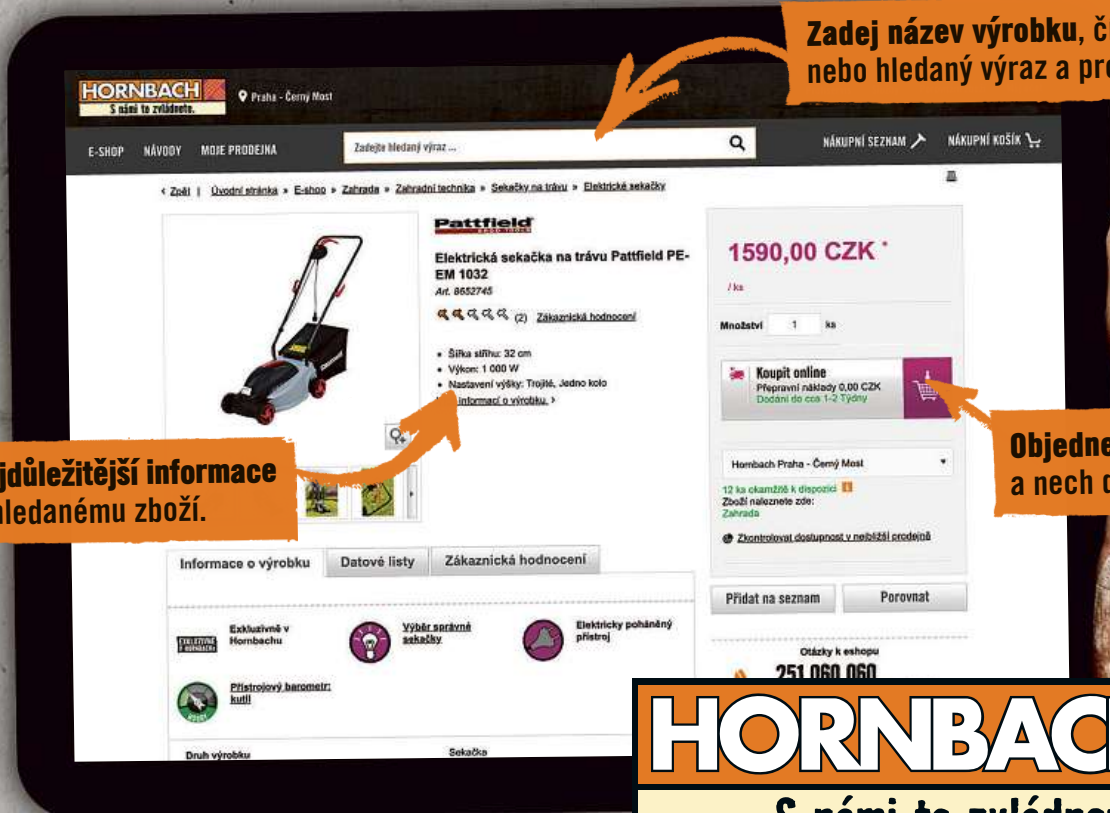 Zadej název výrobku,
nebo hledaný výraz a
HORNBACH
S námi to zvládnete.
Praha - Černý Most
E-SHOP NÁVODY MOJE PRODEJNA
Zadejte hledaný výraz ...
NÁKUPNÍ SEZNAM
NÁKUPNÍ KOŠÍK
< Zpět | Úvodní stránka » E-shop » Zahrada » Zahradní technika » Sekačky na trávu » Elektrické sekačky
Pattfield
Elektrická sekačka na trávu Pattfield PE-
EM 1032
Art. 8652745
(2) Zákaznická hodnocení
• Šířka střihu: 32 cm
• Výkon: 1 000 W
• Nastavení výšky: Trojité, Jedno kolo
informací o výrobku >
1590,00 CZK *
/ ks
Množství 1 ks
Koupit online
Přepravní náklady 0,00 CZK
Dodání do cca 1-2 Týdny
Hornbach Praha - Černý Most
12 ks okamžitě k dispozici
Zboží naleznete zde:
Zahrada
Zkontrolovat dostupnost v nejbližší prodejně
Přidat na seznam
Porovnat
Otázky k eshopu
251 060 060
jdůležitější informace
hledanému zboží.
Objedne
a nech
Informace o výrobku
Datové listy
Zákaznická hodnocení
Exkluzivně v
Hornbachu
Výběr správné
sekačky
Elektricky poháněný
přístroj
Přístrojový barometr:
kutil
Druh výrobku
Sekačka
HORNBAC
S námi to zvládne